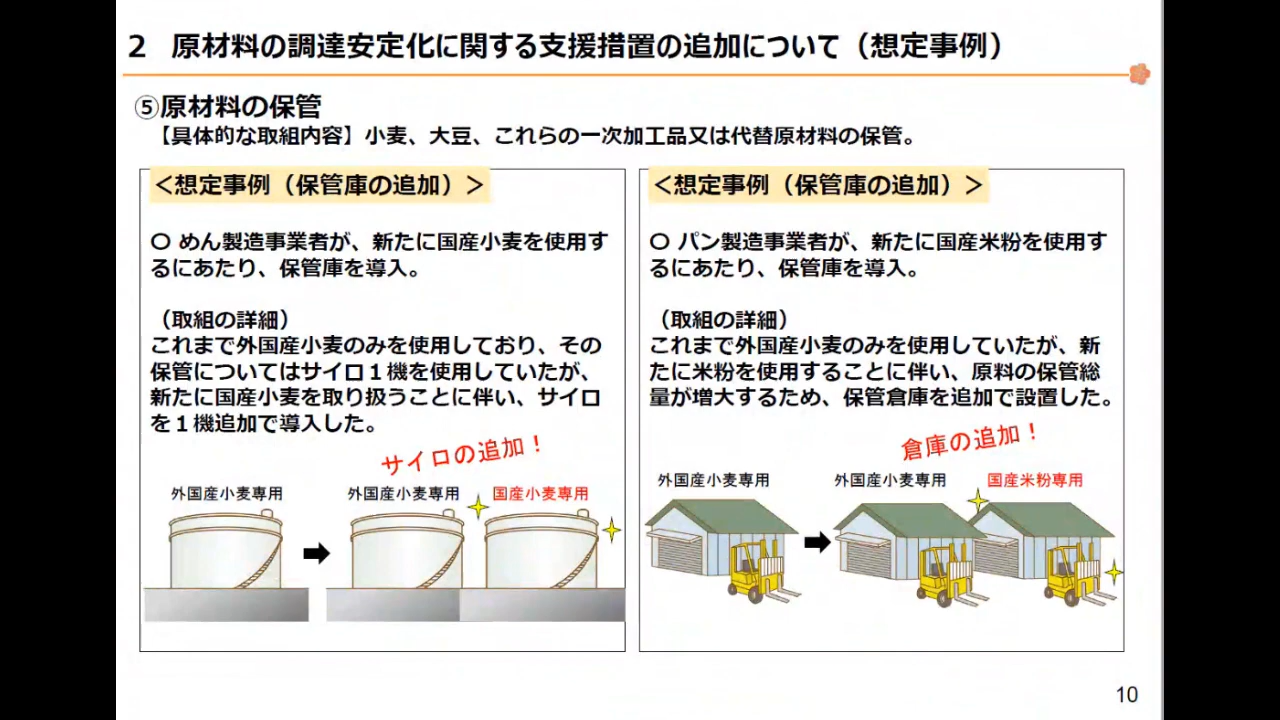 ２ 原材料の調達安定化に関する支援措置の追加について（想定事例）
⑤原材料の保管
【具体的な取組内容】小麦、大豆、これらの一次加工品又は代替原材料の保管。
＜想定事例（保管庫の追加）＞
○ めん製造事業者が、新たに国産小麦を使用す
るにあたり、保管庫を導入。
（取組の詳細）
これまで外国産小麦のみを使用しており、その
保管についてはサイロ１機を使用していたが、
新たに国産小麦を取り扱うことに伴い、サイロ
を１機追加で導入した。
サイロの追加！
外国産小麦専用
外国産小麦専用
国産小麦専用
＜想定事例（保管庫の追加）＞
○ パン製造事業者が、新たに国産米粉を使用す
るにあたり、保管庫を導入。
（取組の詳細）
これまで外国産小麦のみを使用していたが、新
たに米粉を使用することに伴い、原料の保管総
量が増大するため、保管倉庫を追加で設置した。
倉庫の追加！
外国産小麦専用
外国産小麦専用
国産米粉専用
10